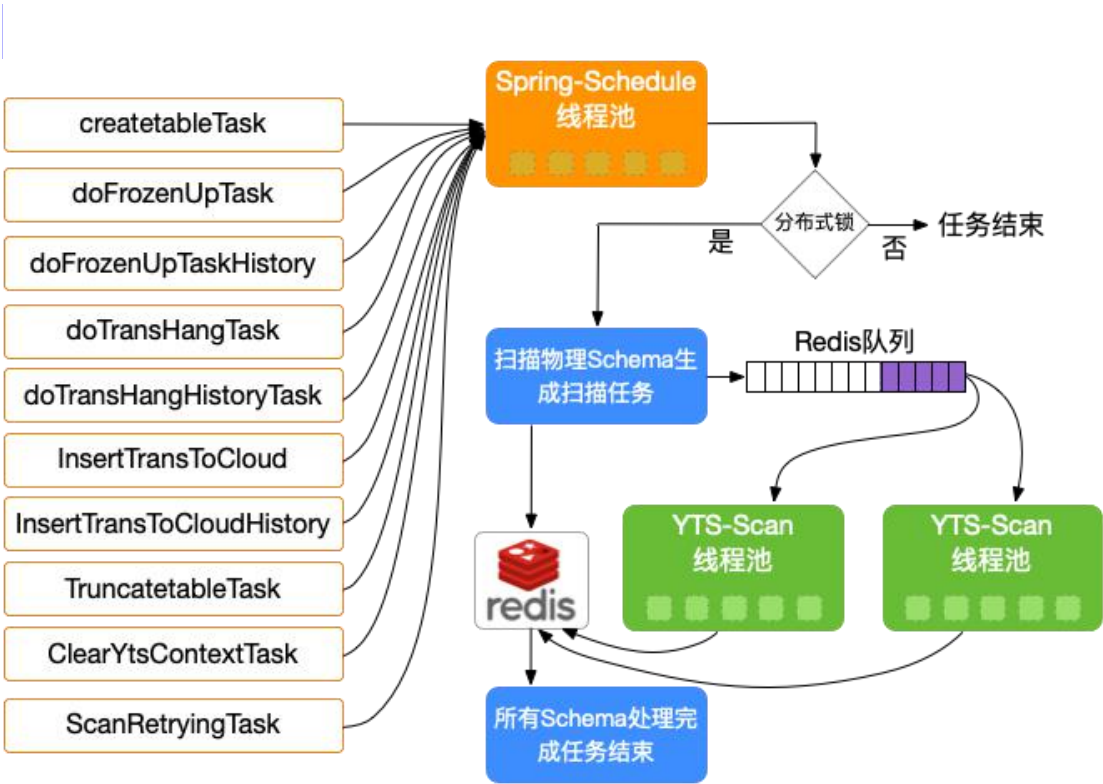 createtableTask
doFrozenUpTask
doFrozenUpTaskHistory
doTransHangTask
doTransHangHistoryTask
InsertTransToCloud
InsertTransToCloudHistory
TruncatetableTask
ClearYtsContextTask
ScanRetryingTask
Spring-Schedule
线程池
分布式锁
是
否
任务结束
扫描物理Schema生
成扫描任务
Redis队列
YTS-Scan
线程池
YTS-Scan
线程池
redis
所有Schema处理完
成任务结束